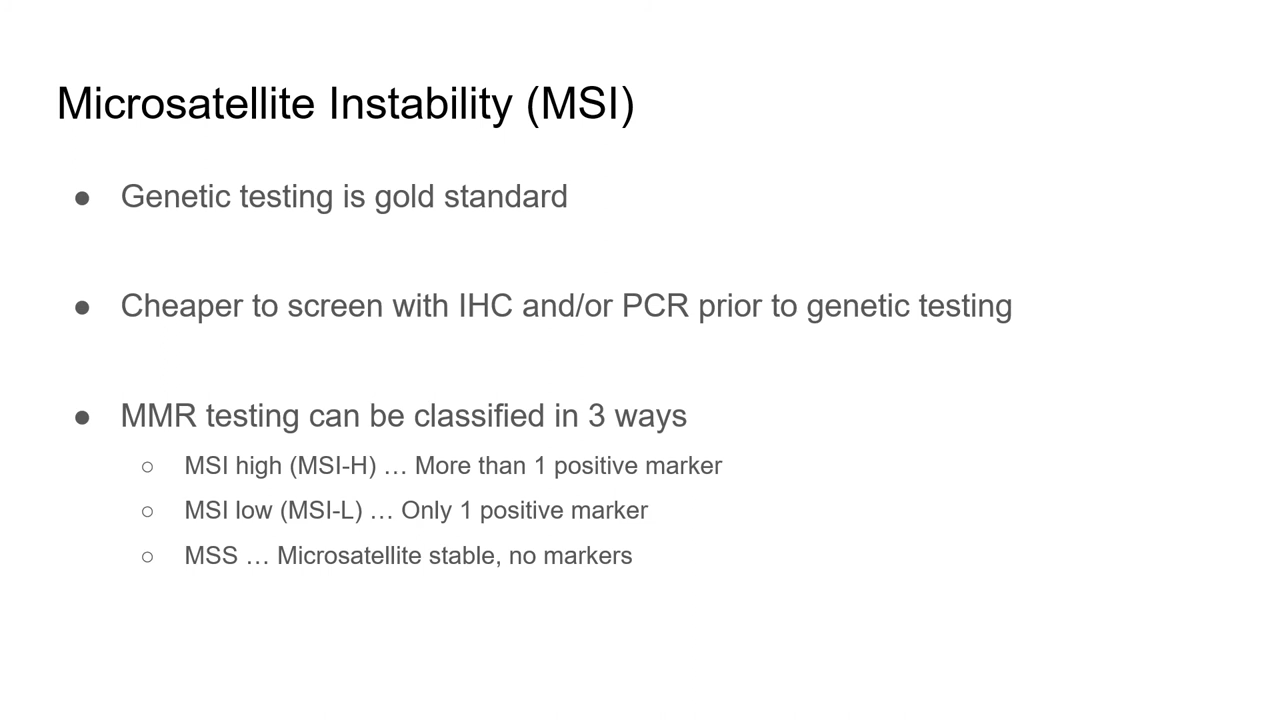 Microsatellite Instability (MSI)
● Genetic testing is gold standard
● Cheaper to screen with IHC and/or PCR prior to genetic testing
● MMR testing can be classified in 3 ways
○ MSI high (MSI-H) … More than 1 positive marker
○ MSI low (MSI-L) … Only 1 positive marker
○ MSS … Microsatellite stable, no markers